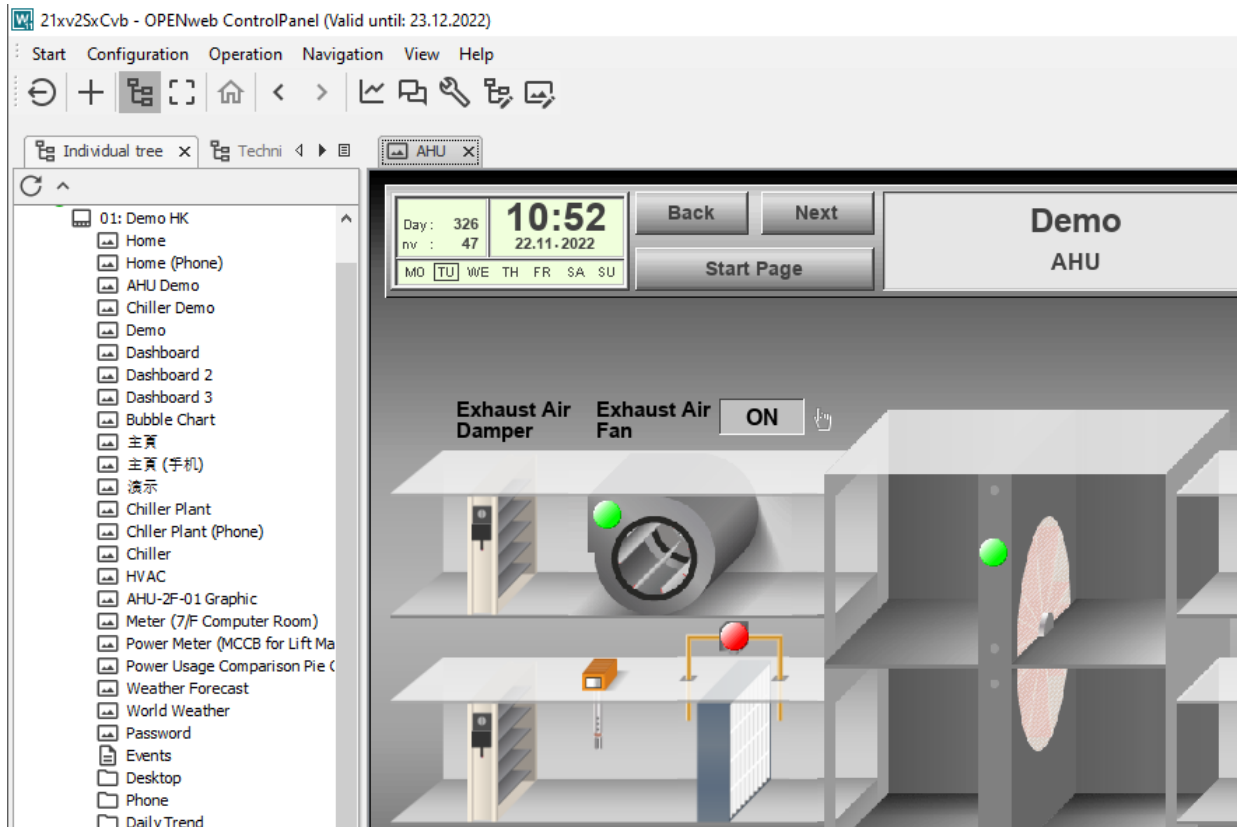 21xv2SxCvb - OPENweb ControlPanel (Valid until: 23.12.2022)
Start Configuration Operation Navigation View Help
Individual tree Techni
AHU
01: Demo HK
Home
Home (Phone)
AHU Demo
Chiller Demo
Demo
Dashboard
Dashboard 2
Dashboard 3
Bubble Chart
主頁
主頁 (手机)
演示
Chiller Plant
Chller Plant (Phone)
Chiller
HVAC
AHU-2F-01 Graphic
Meter (7/F Computer Room)
Power Meter (MCCB for Lift Ma
Power Usage Comparison Pie C
Weather Forecast
World Weather
Password
Events
Desktop
Phone
Daily Trend
Day: 326
nv : 47
10:52
22.11.2022
MO TU WE TH FR SA SU
Back Next
Start Page
Demo
AHU
Exhaust Air Damper
Exhaust Air Fan
ON